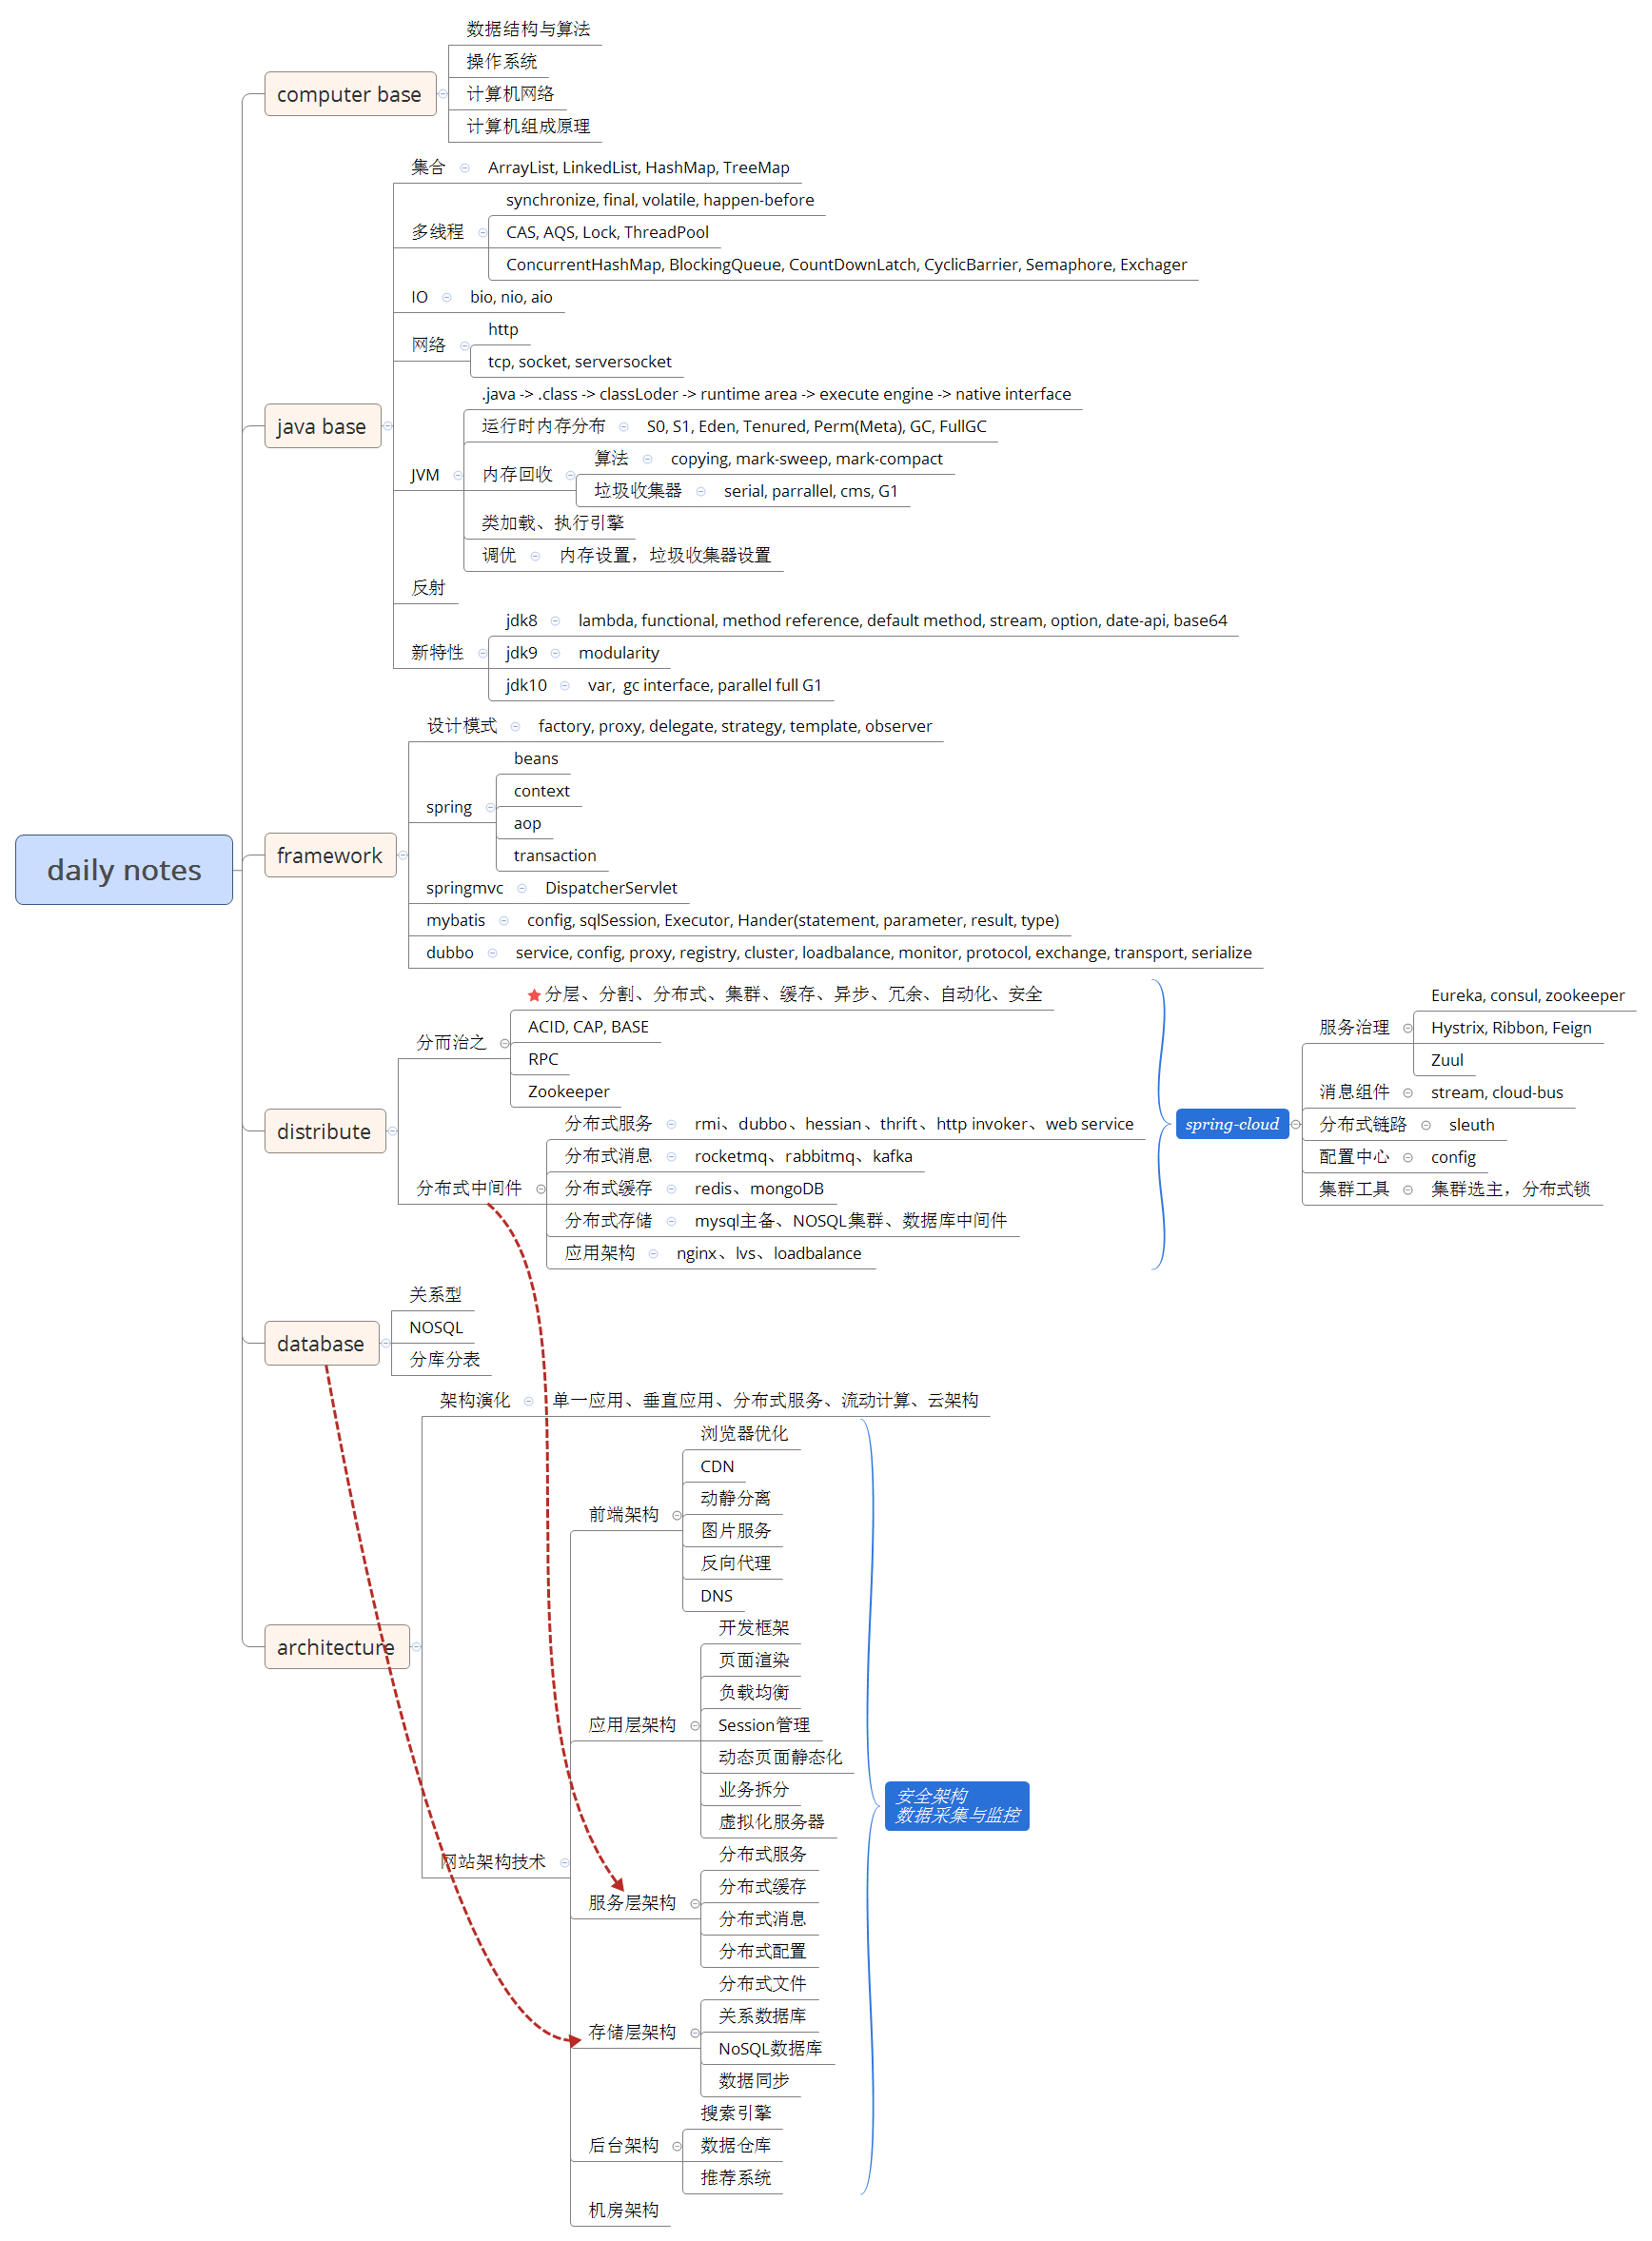 daily notes
computer base
数据结构与算法
操作系统
计算机网络
计算机组成原理
java base
集合
ArrayList, LinkedList, HashMap, TreeMap
多线程
synchronize, final, volatile, happen-before
CAS, AQS, Lock, ThreadPool
ConcurrentHashMap, BlockingQueue, CountDownLatch, CyclicBarrier, Semaphore, Exchager
IO
bio, nio, aio
网络
http
tcp, socket, serversocket
JVM
.java -> .class -> classLoder -> runtime area -> execute engine -> native interface
运行时内存分布
S0, S1, Eden, Tenured, Perm(Meta), GC, FullGC
内存回收
算法
copying, mark-sweep, mark-compact
垃圾收集器
serial, parrallel, cms, G1
类加载、执行引擎
调优
内存设置，垃圾收集器设置
反射
新特性
jdk8
lambda, functional, method reference, default method, stream, option, date-api, base64
jdk9
modularity
jdk10
var,  gc interface, parallel full G1
framework
设计模式
factory, proxy, delegate, strategy, template, observer
spring
beans
context
aop
transaction
springmvc
DispatcherServlet
mybatis
config, sqlSession, Executor, Hander(statement, parameter, result, type)
dubbo
service, config, proxy, registry, cluster, loadbalance, monitor, protocol, exchange, transport, serialize
distribute
分而治之
分层、分割、分布式、集群、缓存、异步、冗余、自动化、安全
ACID, CAP, BASE
RPC
Zookeeper
分布式中间件
分布式服务
rmi、dubbo、hessian、thrift、http invoker、web service
分布式消息
rocketmq、rabbitmq、kafka
分布式缓存
redis、mongoDB
分布式存储
mysql主备、NOSQL集群、数据库中间件
应用架构
nginx、lvs、loadbalance
spring-cloud
服务治理
Eureka, consul, zookeeper
Hystrix, Ribbon, Feign
Zuul
消息组件
stream, cloud-bus
分布式链路
sleuth
配置中心
config
集群工具
集群选主，分布式锁
database
关系型
NOSQL
分库分表
architecture
架构演化
单一应用、垂直应用、分布式服务、流动计算、云架构
网站架构技术
前端架构
浏览器优化
CDN
动静分离
图片服务
反向代理
DNS
应用层架构
开发框架
页面渲染
负载均衡
Session管理
动态页面静态化
业务拆分
虚拟化服务器
服务层架构
分布式服务
分布式缓存
分布式消息
分布式配置
存储层架构
分布式文件
关系数据库
NoSQL数据库
数据同步
后台架构
搜索引擎
数据仓库
推荐系统
机房架构
安全架构
数据采集与监控